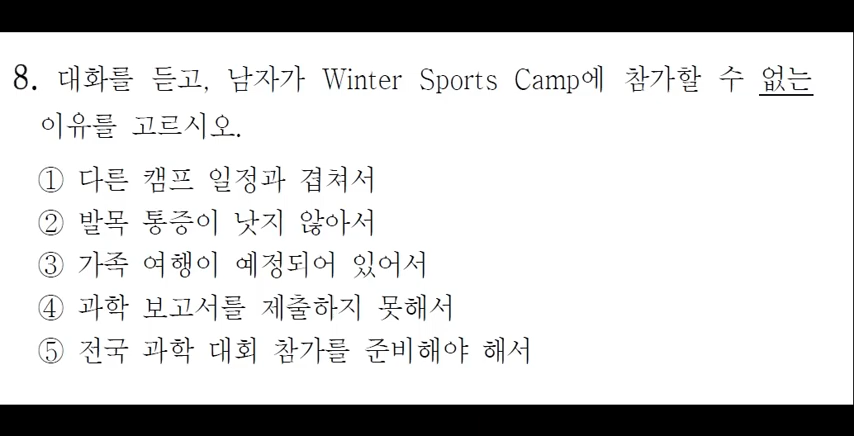 8. 대화를 듣고, 남자가 Winter Sports Camp에 참가할 수 없는
이유를 고르시오.
① 다른 캠프 일정과 겹쳐서
② 발목 통증이 낫지 않아서
③ 가족 여행이 예정되어 있어서
④ 과학 보고서를 제출하지 못해서
⑤ 전국 과학 대회 참가를 준비해야 해서